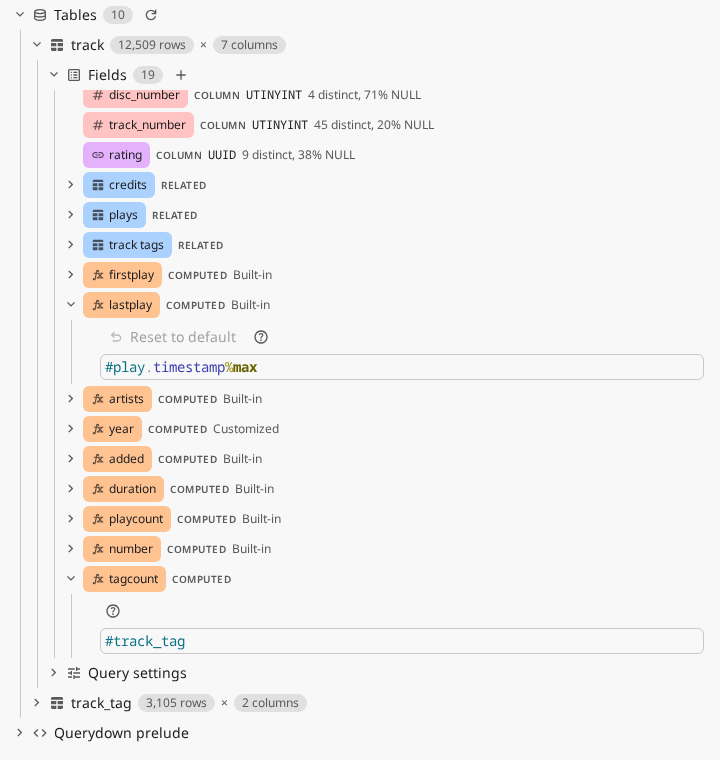 Tables 10
track 12,509 rows × 7 columns
Fields 19 +
disc_number COLUMN UTINYINT 4 distinct, 71% NULL
track_number COLUMN UTINYINT 45 distinct, 20% NULL
rating COLUMN UUID 9 distinct, 38% NULL
credits RELATED
plays RELATED
track tags RELATED
firstplay COMPUTED Built-in
lastplay COMPUTED Built-in
Reset to default
#play.timestamp%max
artists COMPUTED Built-in
year COMPUTED Customized
added COMPUTED Built-in
duration COMPUTED Built-in
playcount COMPUTED Built-in
number COMPUTED Built-in
tagcount COMPUTED
#track_tag
Query settings
track_tag 3,105 rows × 2 columns
Querydown prelude